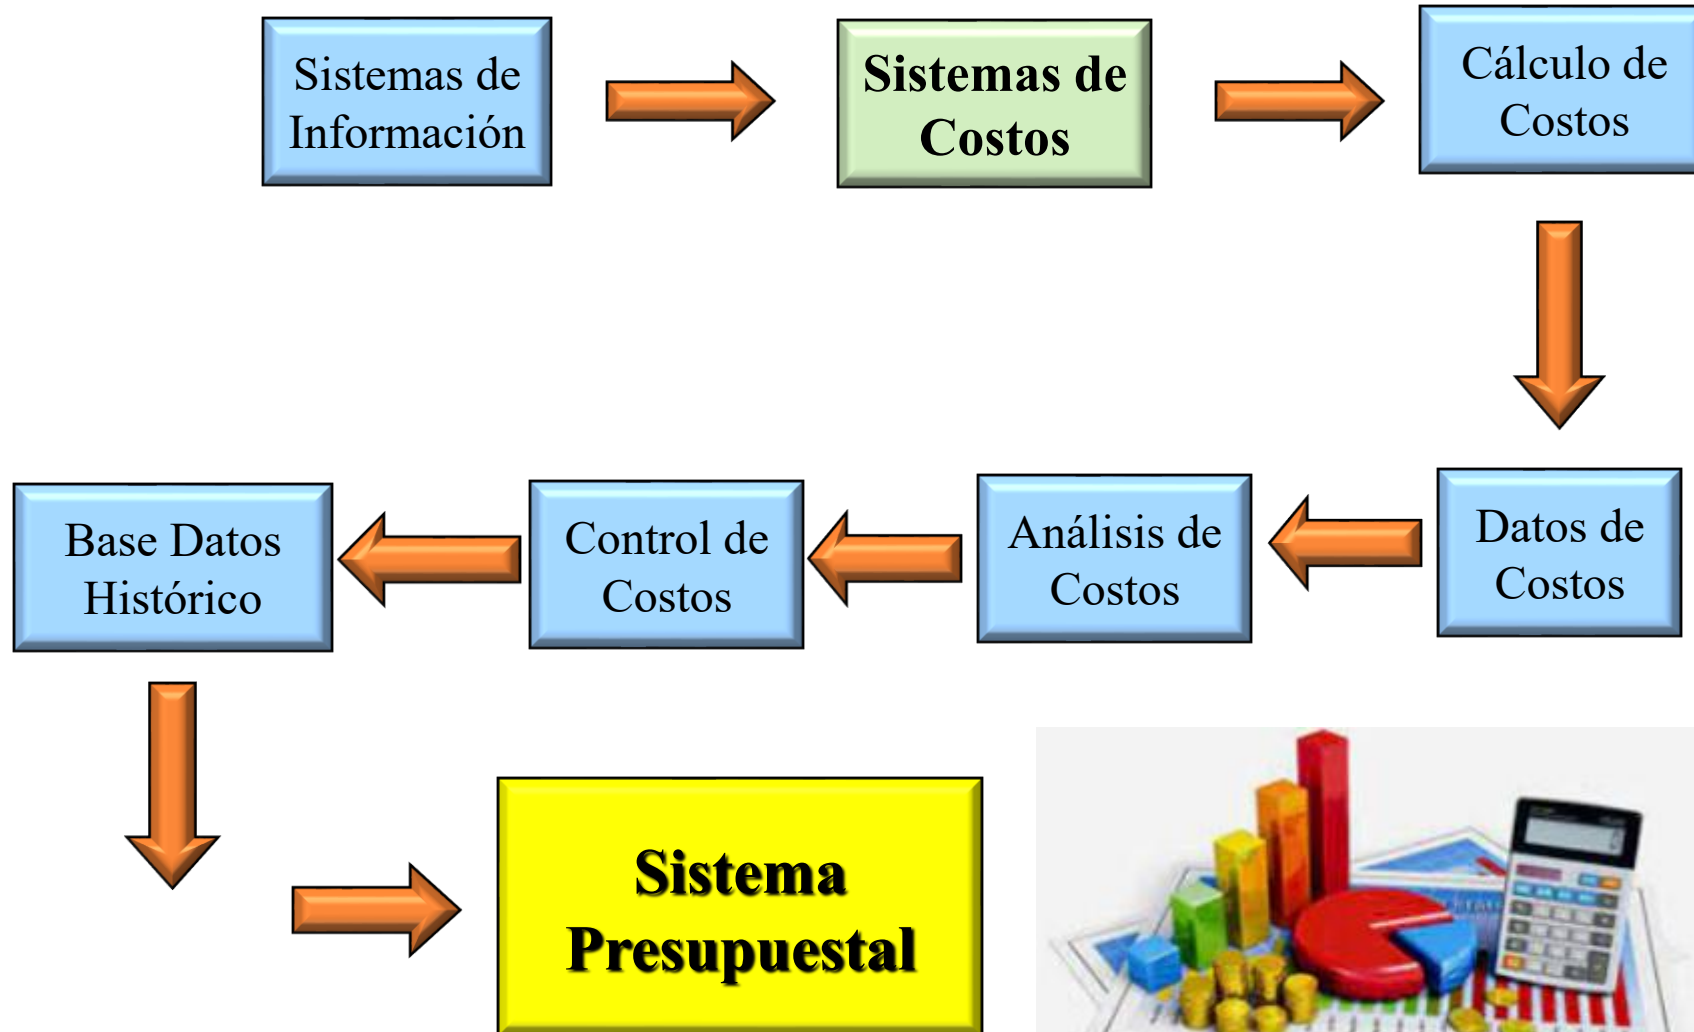 Sistemas de
Información
Sistemas de
Costos
Cálculo de
Costos
Base Datos
Histórico
Control de
Costos
Análisis de
Costos
Datos de
Costos
Sistema
Presupuestal